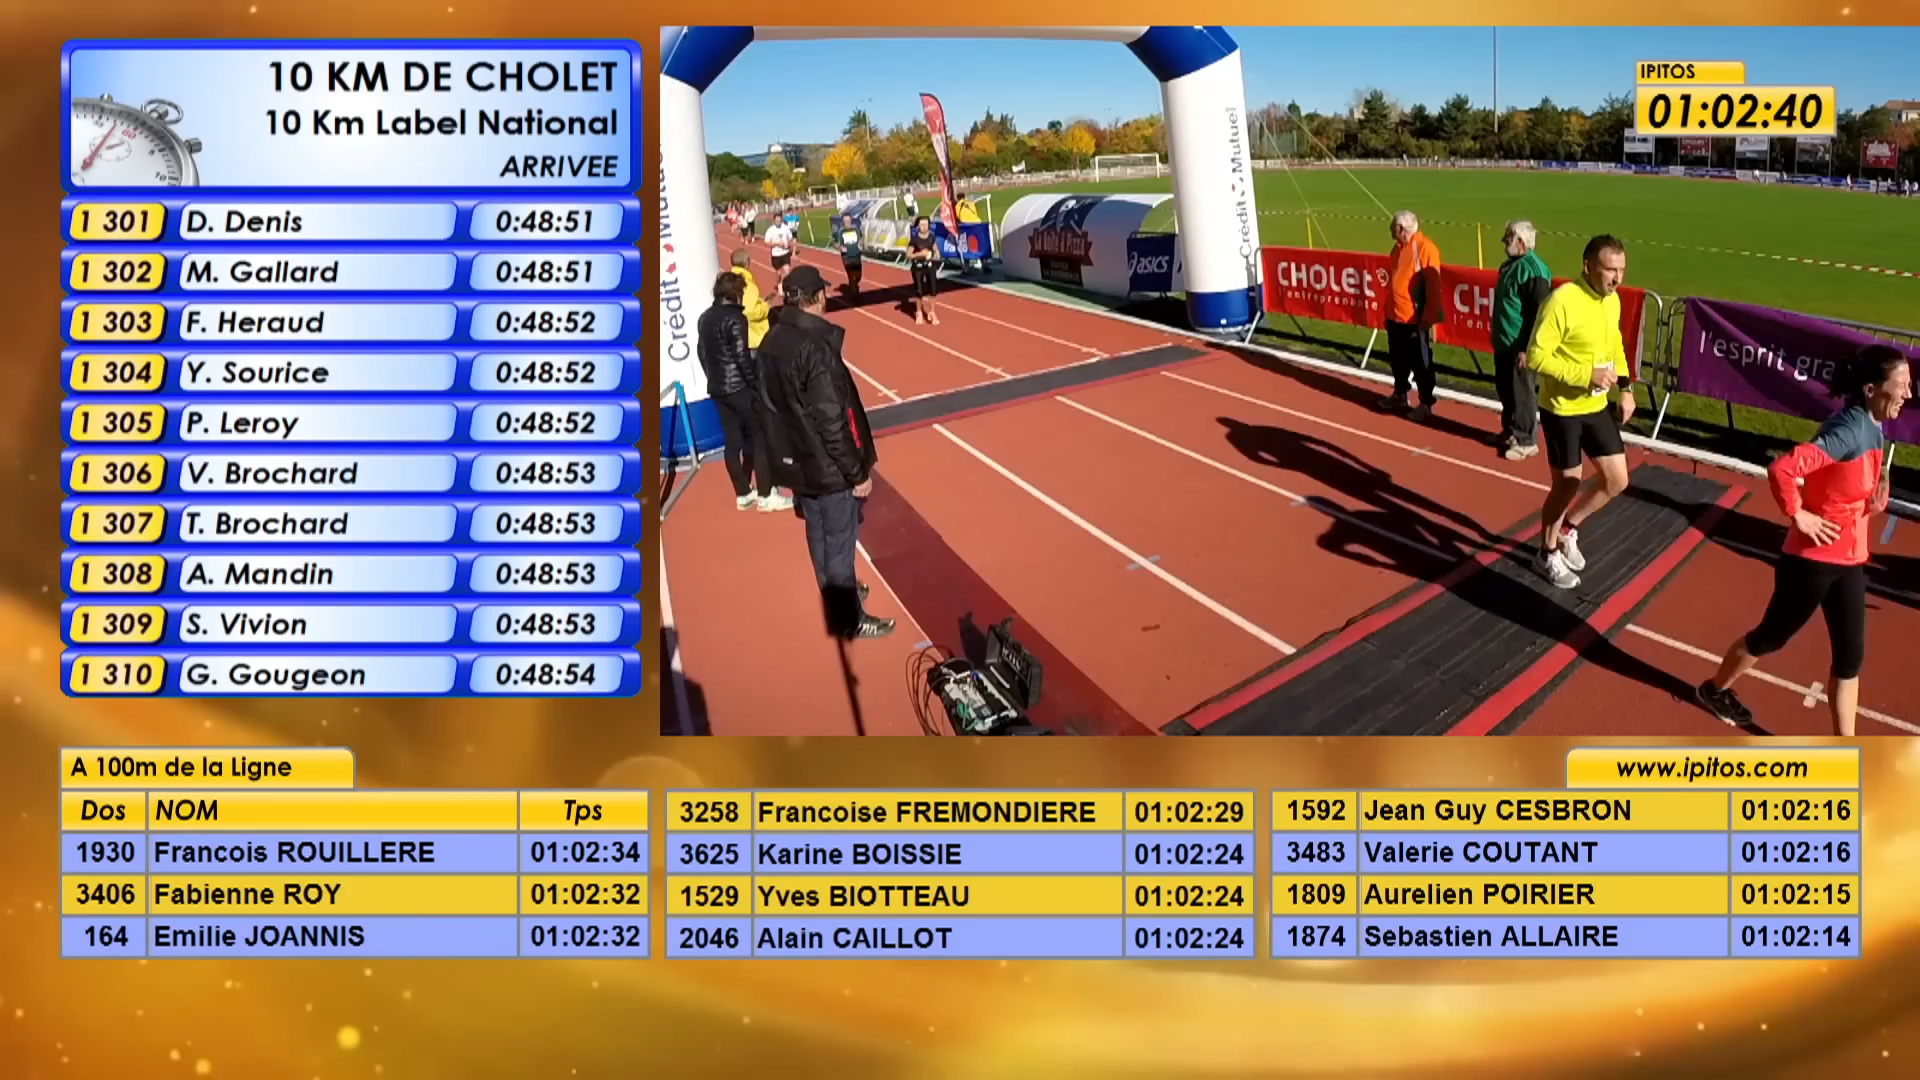 10 KM DE CHOLET
10 Km Label National
ARRIVEE
1 301 D. Denis 0:48:51
1 302 M. Gallard 0:48:51
1 303 F. Heraud 0:48:52
1 304 Y. Sourice 0:48:52
1 305 P. Leroy 0:48:52
1 306 V. Brochard 0:48:53
1 307 T. Brochard 0:48:53
1 308 A. Mandin 0:48:53
1 309 S. Vivion 0:48:53
1 310 G. Gougeon 0:48:54
IPITOS
01:02:40
Crédit Mutuel
Crédit Mutuel
asics
CHOLET
l'entreprenante
CH
l'en
l'esprit gra
A 100m de la Ligne
www.ipitos.com
Dos NOM Tps
1930 Francois ROUILLERE 01:02:34
3406 Fabienne ROY 01:02:32
164 Emilie JOANNIS 01:02:32
3258 Francoise FREMONDIERE 01:02:29
3625 Karine BOISSIE 01:02:24
1529 Yves BIOTTEAU 01:02:24
2046 Alain CAILLOT 01:02:24
1592 Jean Guy CESBRON 01:02:16
3483 Valerie COUTANT 01:02:16
1809 Aurelien POIRIER 01:02:15
1874 Sebastien ALLAIRE 01:02:14